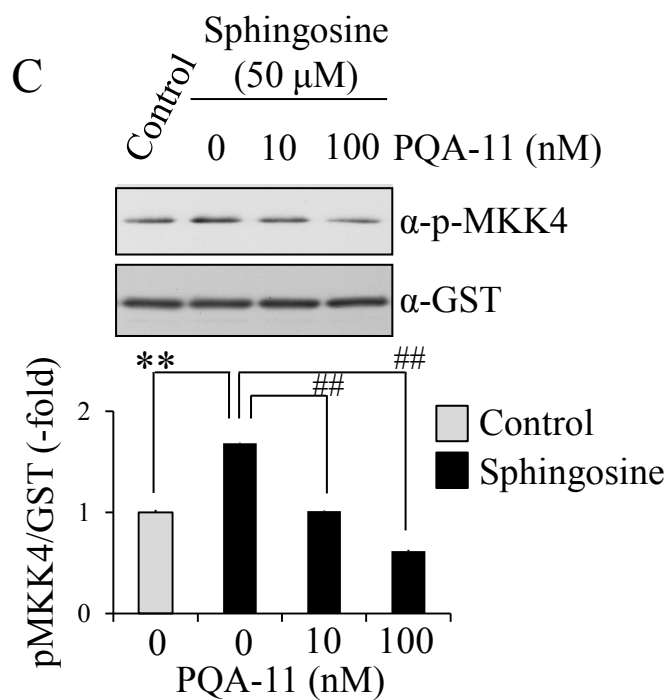 C
Sphingosine
(50 μM)
Control
0 10 100 PQA-11 (nM)
α-p-MKK4
α-GST
** ## ##
pMKK4/GST (-fold)
2
1
0
Control
Sphingosine
0 0 10 100
PQA-11 (nM)